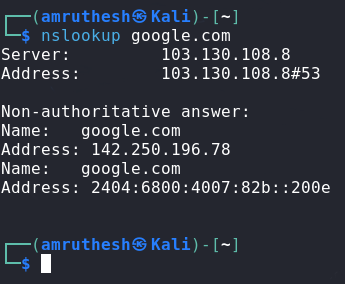 ┌──(amruthesh㉿Kali)-[~]
└─$ nslookup google.com
Server:         103.130.108.8
Address:        103.130.108.8#53

Non-authoritative answer:
Name:   google.com
Address: 142.250.196.78
Name:   google.com
Address: 2404:6800:4007:82b::200e

┌──(amruthesh㉿Kali)-[~]
└─$